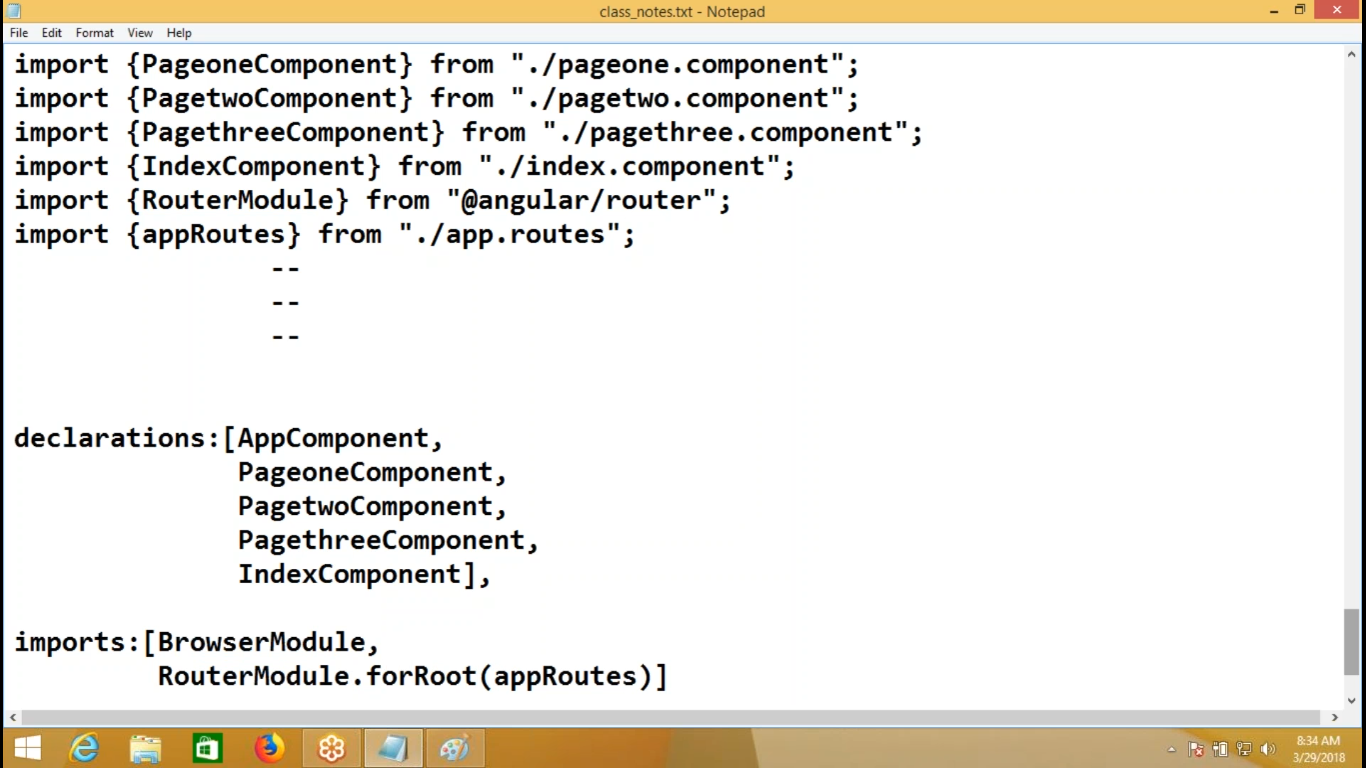 class_notes.txt - Notepad
File Edit Format View Help
import {PageoneComponent} from "./pageone.component";
import {PagetwoComponent} from "./pagetwo.component";
import {PagethreeComponent} from "./pagethree.component";
import {IndexComponent} from "./index.component";
import {RouterModule} from "@angular/router";
import {appRoutes} from "./app.routes";
--
--
--
declarations:[AppComponent,
PageoneComponent,
PagetwoComponent,
PagethreeComponent,
IndexComponent],
imports:[BrowserModule,
RouterModule.forRoot(appRoutes)]
8:34 AM
3/29/2018